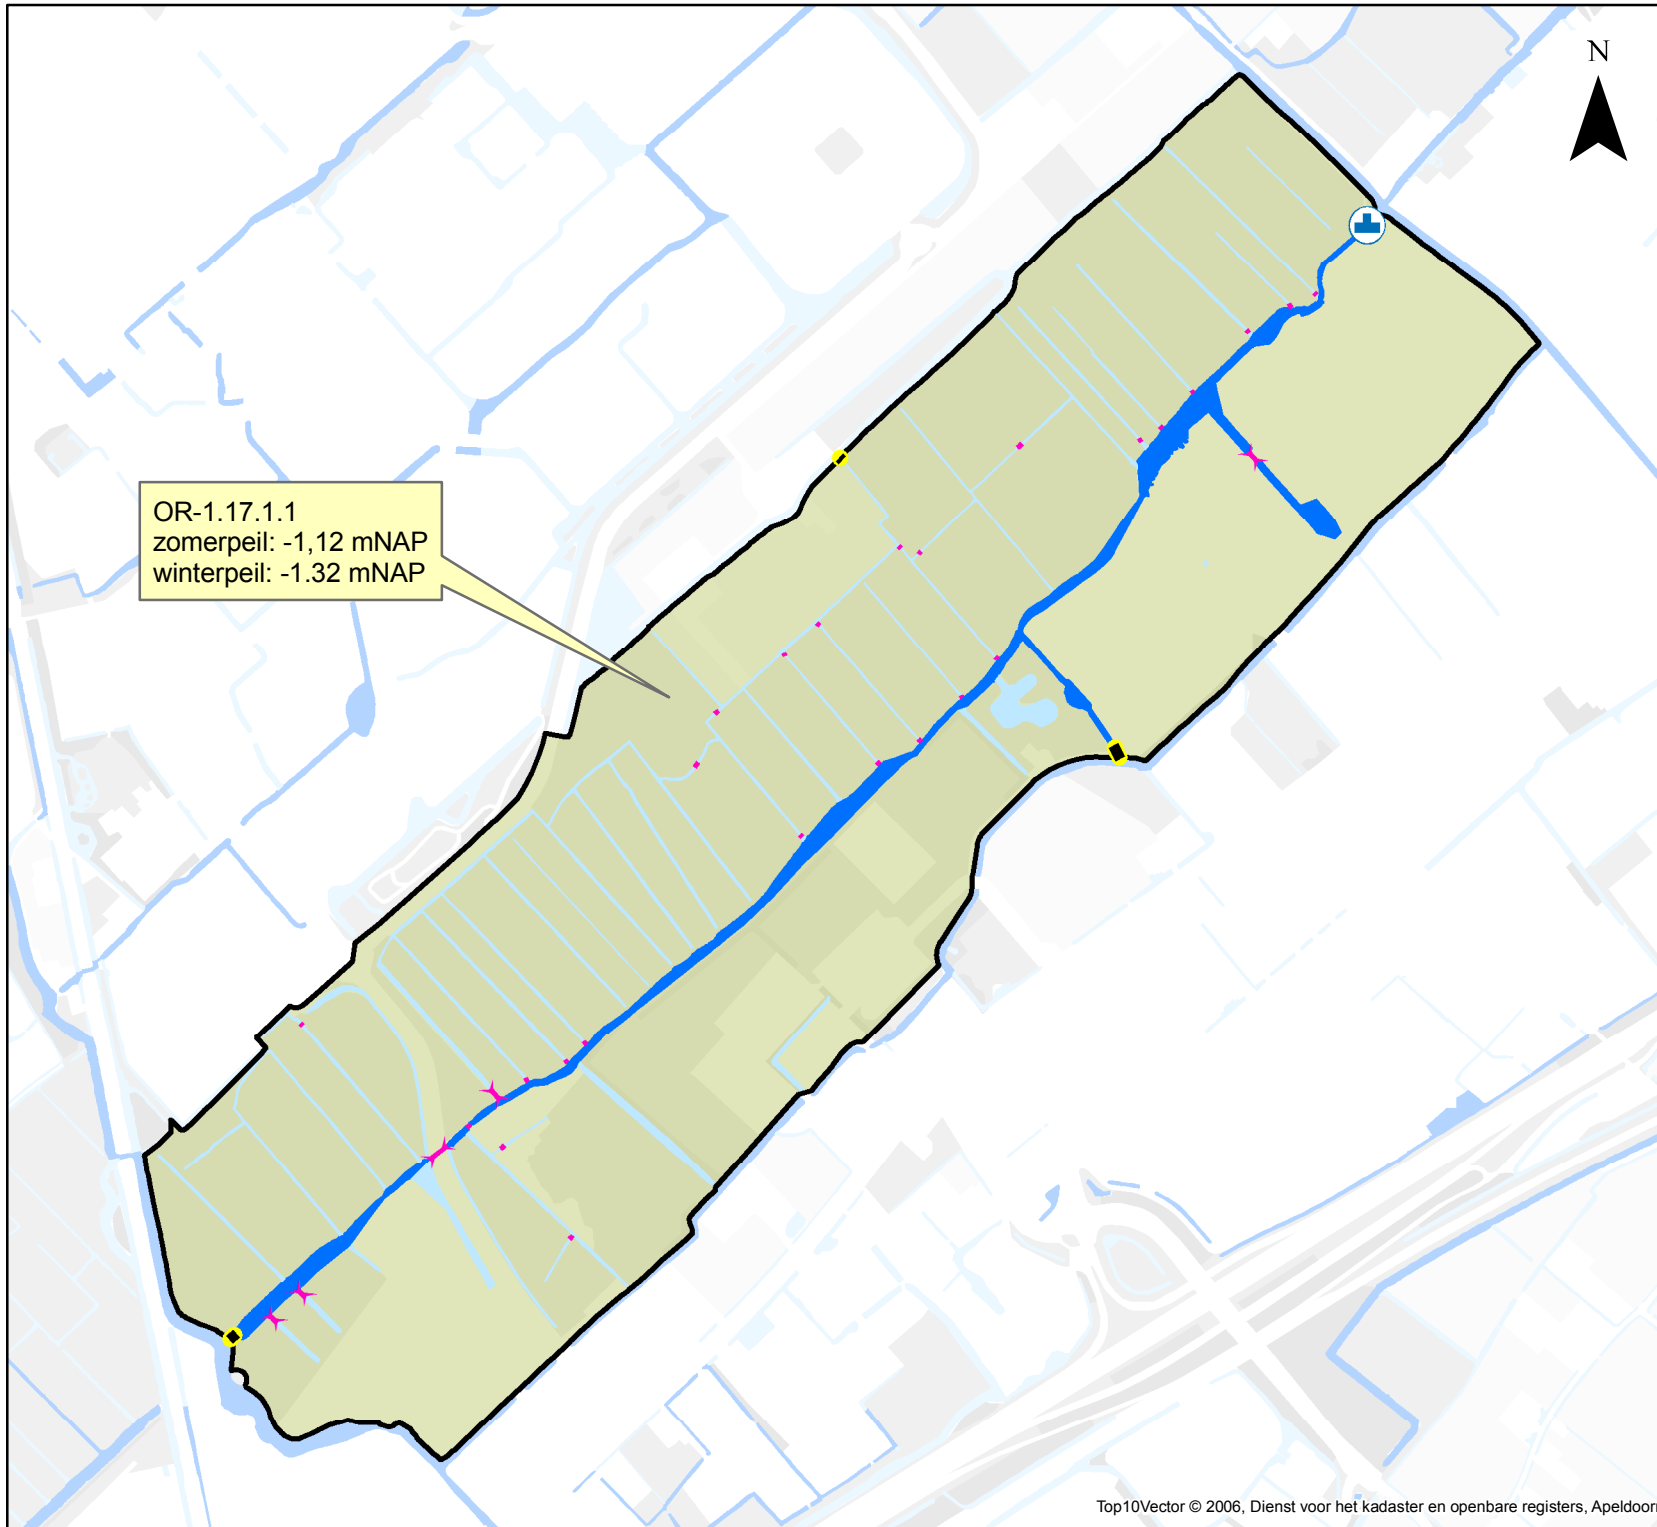 N
OR-1.17.1.1
zomerpeil: -1,12 mNAP
winterpeil: -1.32 mNAP
Top10Vector © 2006, Dienst voor het kadaster en openbare registers, Apeldoorn